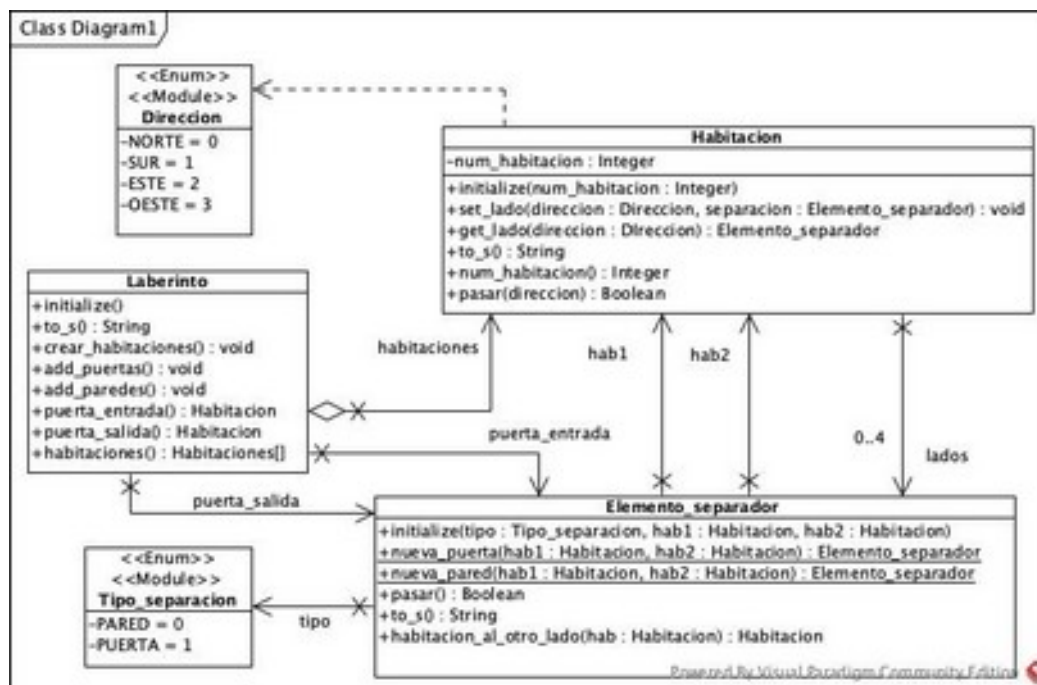 Class Diagram1
<<Enum>>
<<Module>>
Direccion
-NORTE = 0
-SUR = 1
-ESTE = 2
-OESTE = 3
Habitacion
-num_habitacion : Integer
+initialize(num_habitacion : Integer)
+set_lado(direccion : Direccion, separacion : Elemento_separador) : void
+get_lado(direccion : DIreccion) : Elemento_separador
+to_s() : String
+num_habitacion() : Integer
+pasar(direccion) : Boolean
Laberinto
+initialize()
+to_s() : String
+crear_habitaciones() : void
+add_puertas() : void
+add_paredes() : void
+puerta_entrada() : Habitacion
+puerta_salida() : Habitacion
+habitaciones() : Habitaciones[]
habitaciones
hab1
hab2
puerta_entrada
0..4
lados
puerta_salida
Elemento_separador
+initialize(tipo : Tipo_separacion, hab1 : Habitacion, hab2 : Habitacion)
+nueva_puerta(hab1 : Habitacion, hab2 : Habitacion) : Elemento_separador
+nueva_pared(hab1 : Habitacion, hab2 : Habitacion) : Elemento_separador
+pasar() : Boolean
+to_s() : String
+habitacion_al_otro_lado(hab : Habitacion) : Habitacion
<<Enum>>
<<Module>>
Tipo_separacion
-PARED = 0
-PUERTA = 1
tipo
Powered By Visual Paradigm Community Edition